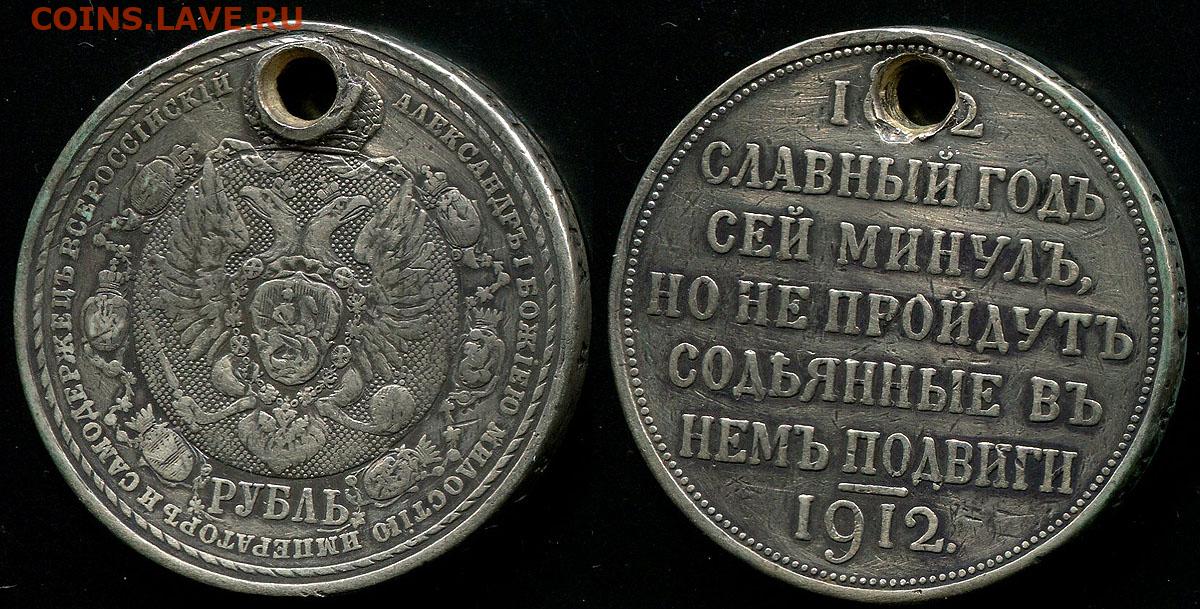 COINS.LAVE.RU
АЛЕКСАНДРЪ I БОЖІЕЮ МИЛОСТІЮ ИМПЕРАТОРЪ И САМОДЕРЖЕЦЪ ВСЕРОССІЙСКІЙ
РУБЛЬ
1 2
СЛАВНЫЙ ГОДЪ
СЕЙ МИНУЛЪ,
НО НЕ ПРОЙДУТЪ
СОДѢЯННЫЕ ВЪ
НЕМЪ ПОДВИГИ
1912.